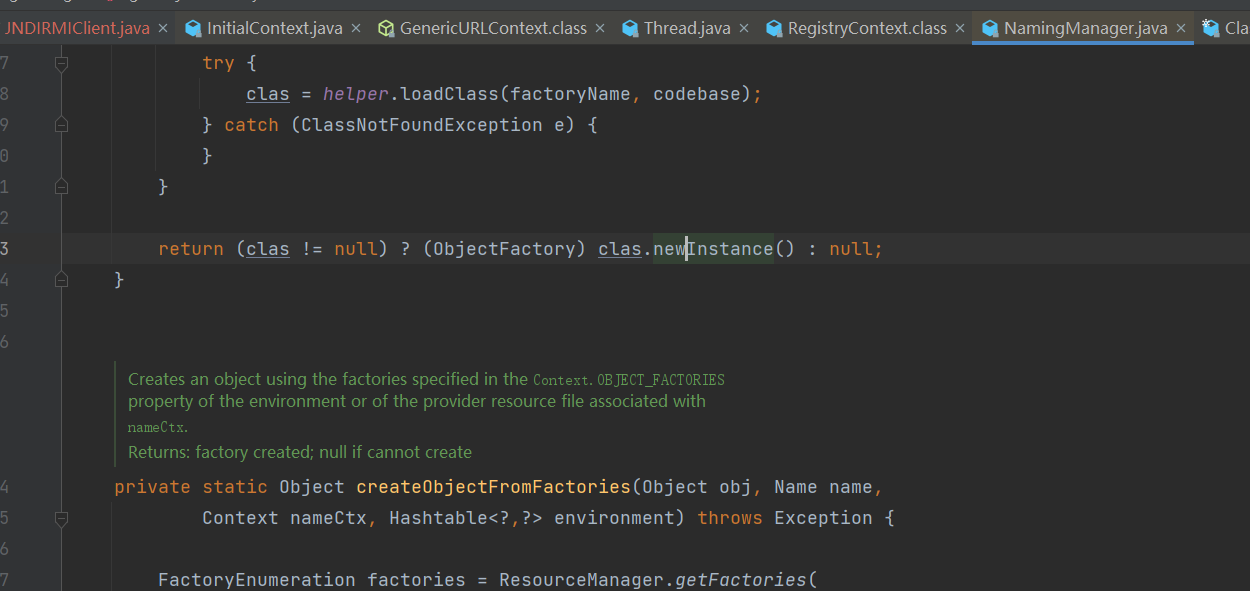 JNDIRMIClient.java × InitialContext.java × GenericURLContext.class × Thread.java × RegistryContext.class × NamingManager.java × Cla
7 try {
8 clas = helper.loadClass(factoryName, codebase);
9 } catch (ClassNotFoundException e) {
0 }
1 }
2
3 return (clas != null) ? (ObjectFactory) clas.newInstance() : null;
4 }
5
6
Creates an object using the factories specified in the Context.OBJECT_FACTORIES
property of the environment or of the provider resource file associated with
nameCtx.
Returns: factory created; null if cannot create
4 private static Object createObjectFromFactories(Object obj, Name name,
5 Context nameCtx, Hashtable<?,?> environment) throws Exception {
6
7 FactoryEnumeration factories = ResourceManager.getFactories(